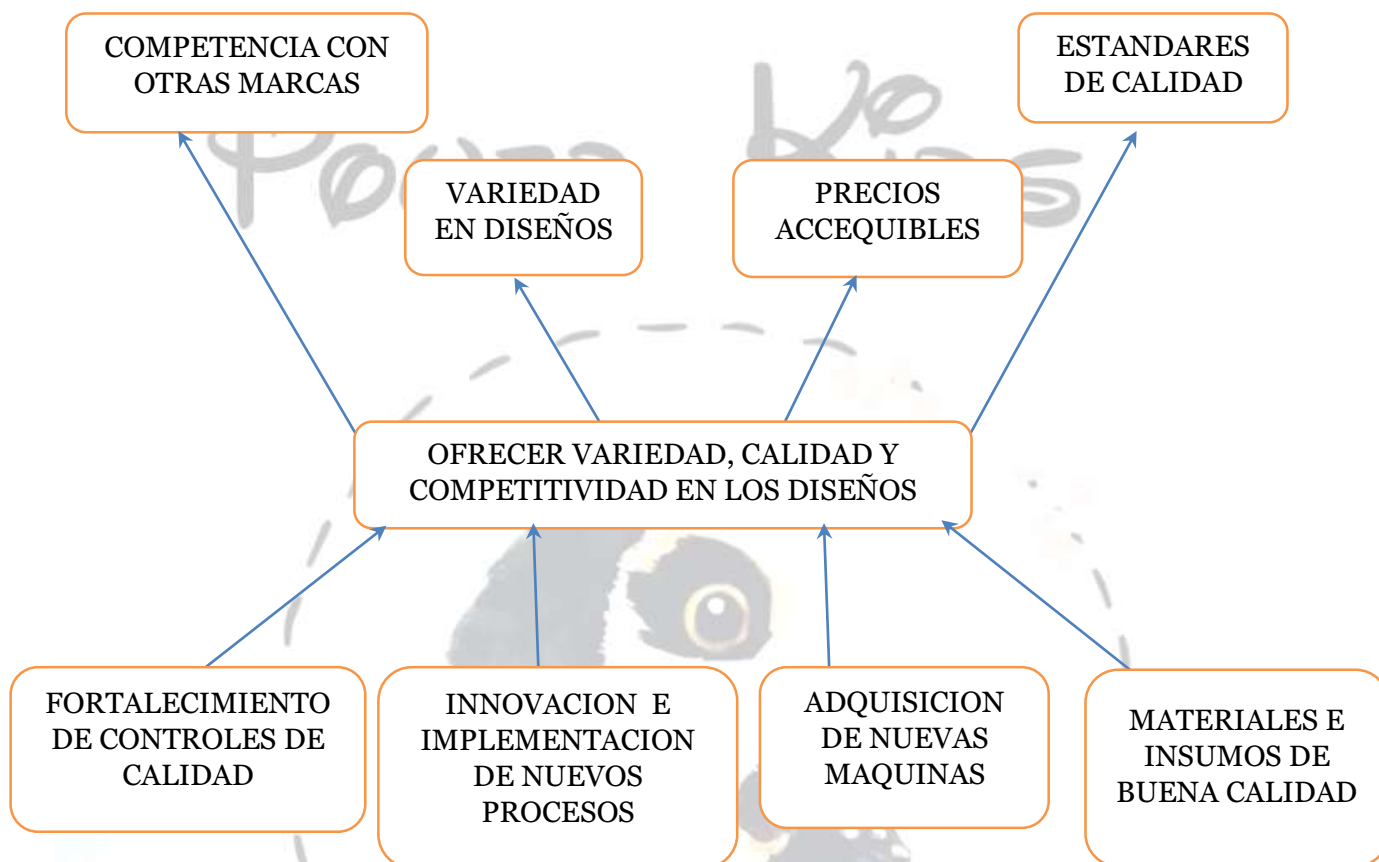 COMPETENCIA CON
OTRAS MARCAS
ESTANDARES
DE CALIDAD
VARIEDAD
EN DISEÑOS
PRECIOS
ACCEQUIBLES
OFRECER VARIEDAD, CALIDAD Y
COMPETITIVIDAD EN LOS DISEÑOS
FORTALECIMIENTO
DE CONTROLES DE
CALIDAD
INNOVACION E
IMPLEMENTACION
DE NUEVOS
PROCESOS
ADQUISICION
DE NUEVAS
MAQUINAS
MATERIALES E
INSUMOS DE
BUENA CALIDAD